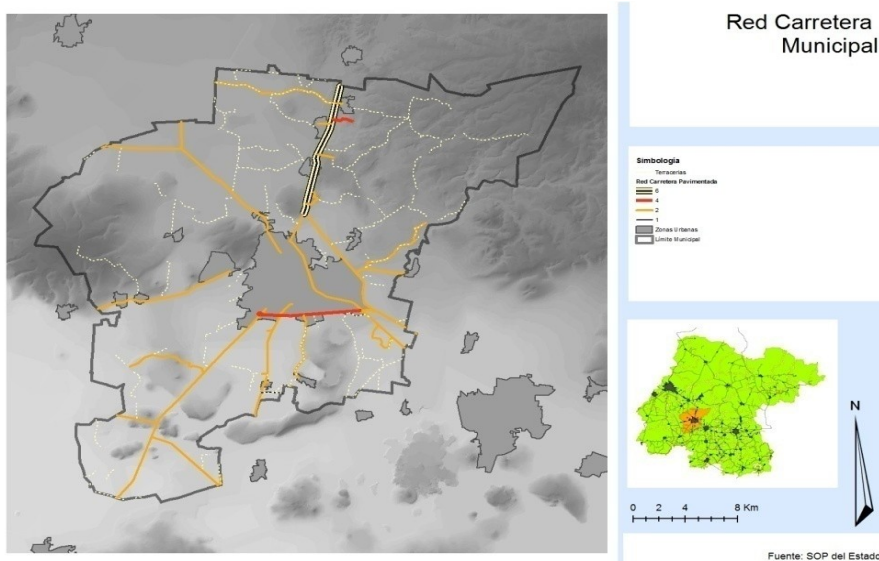 Red Carretera
Municipal
Simbología
Terracerias
Red Carretera Pavimentada
6
4
2
1
Zonas Urbanas
Límite Municipal
N
0 2 4 8 Km
Fuente: SOP del Estado